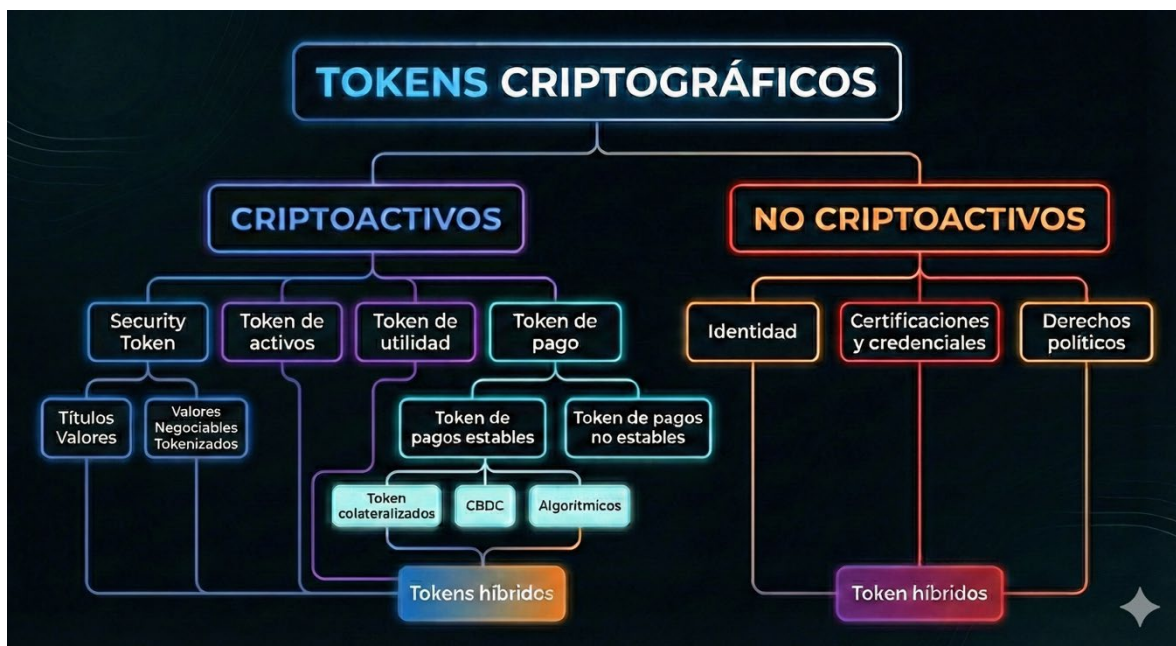 TOKENS CRIPTOGRÁFICOS
CRIPTOACTIVOS
NO CRIPTOACTIVOS
Security
Token
Token de
activos
Token de
utilidad
Token de
pago
Identidad
Certificaciones
y credenciales
Derechos
políticos
Títulos
Valores
Valores
Negociables
Tokenizados
Token de
pagos estables
Token de pagos
no estables
Token
colateralizados
CBDC
Algorítmicos
Tokens híbridos
Token híbridos